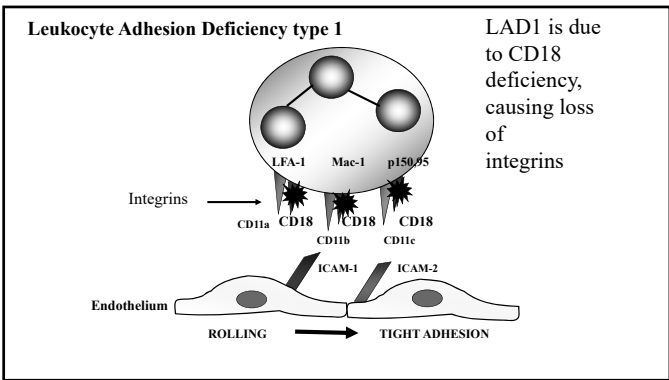 Leukocyte Adhesion Deficiency type 1
LAD1 is due
to CD18
deficiency,
causing loss
of
integrins
LFA-1 Mac-1 p150,95
Integrins
CD11a CD18 CD18 CD18
CD11b CD11c
ICAM-1 ICAM-2
Endothelium
ROLLING TIGHT ADHESION